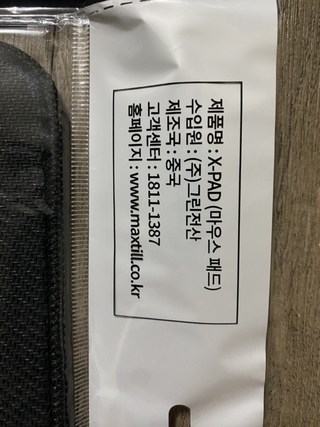 제품명 : X-PAD (마우스 패드)
수입원 : (주)그린전산
제조국 : 중국
고객센터 : 1811-1387
홈페이지 : www.maxtill.co.kr